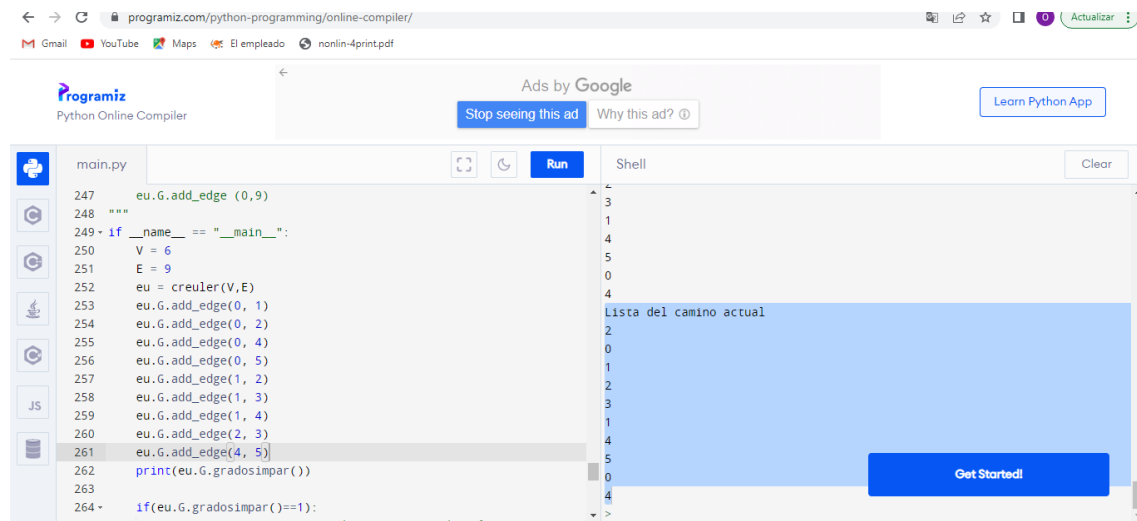 programiz.com/python-programming/online-compiler/
O
Actualizar
Gmail YouTube Maps El empleado nonlin-4print.pdf
Programiz
Python Online Compiler
Ads by Google
Stop seeing this ad Why this ad?
Learn Python App
main.py
Run
Shell
Clear
JS
247 eu.G.add_edge (0,9)
248 """
249 if __name__ == "__main__":
250 V = 6
251 E = 9
252 eu = creuler(V,E)
253 eu.G.add_edge(0, 1)
254 eu.G.add_edge(0, 2)
255 eu.G.add_edge(0, 4)
256 eu.G.add_edge(0, 5)
257 eu.G.add_edge(1, 2)
258 eu.G.add_edge(1, 3)
259 eu.G.add_edge(1, 4)
260 eu.G.add_edge(2, 3)
261 eu.G.add_edge(4, 5)
262 print(eu.G.gradosimpar())
263
264 if(eu.G.gradosimpar()==1):
3
1
4
5
0
4
Lista del camino actual
2
0
1
2
3
1
4
5
0
4
>
Get Started!